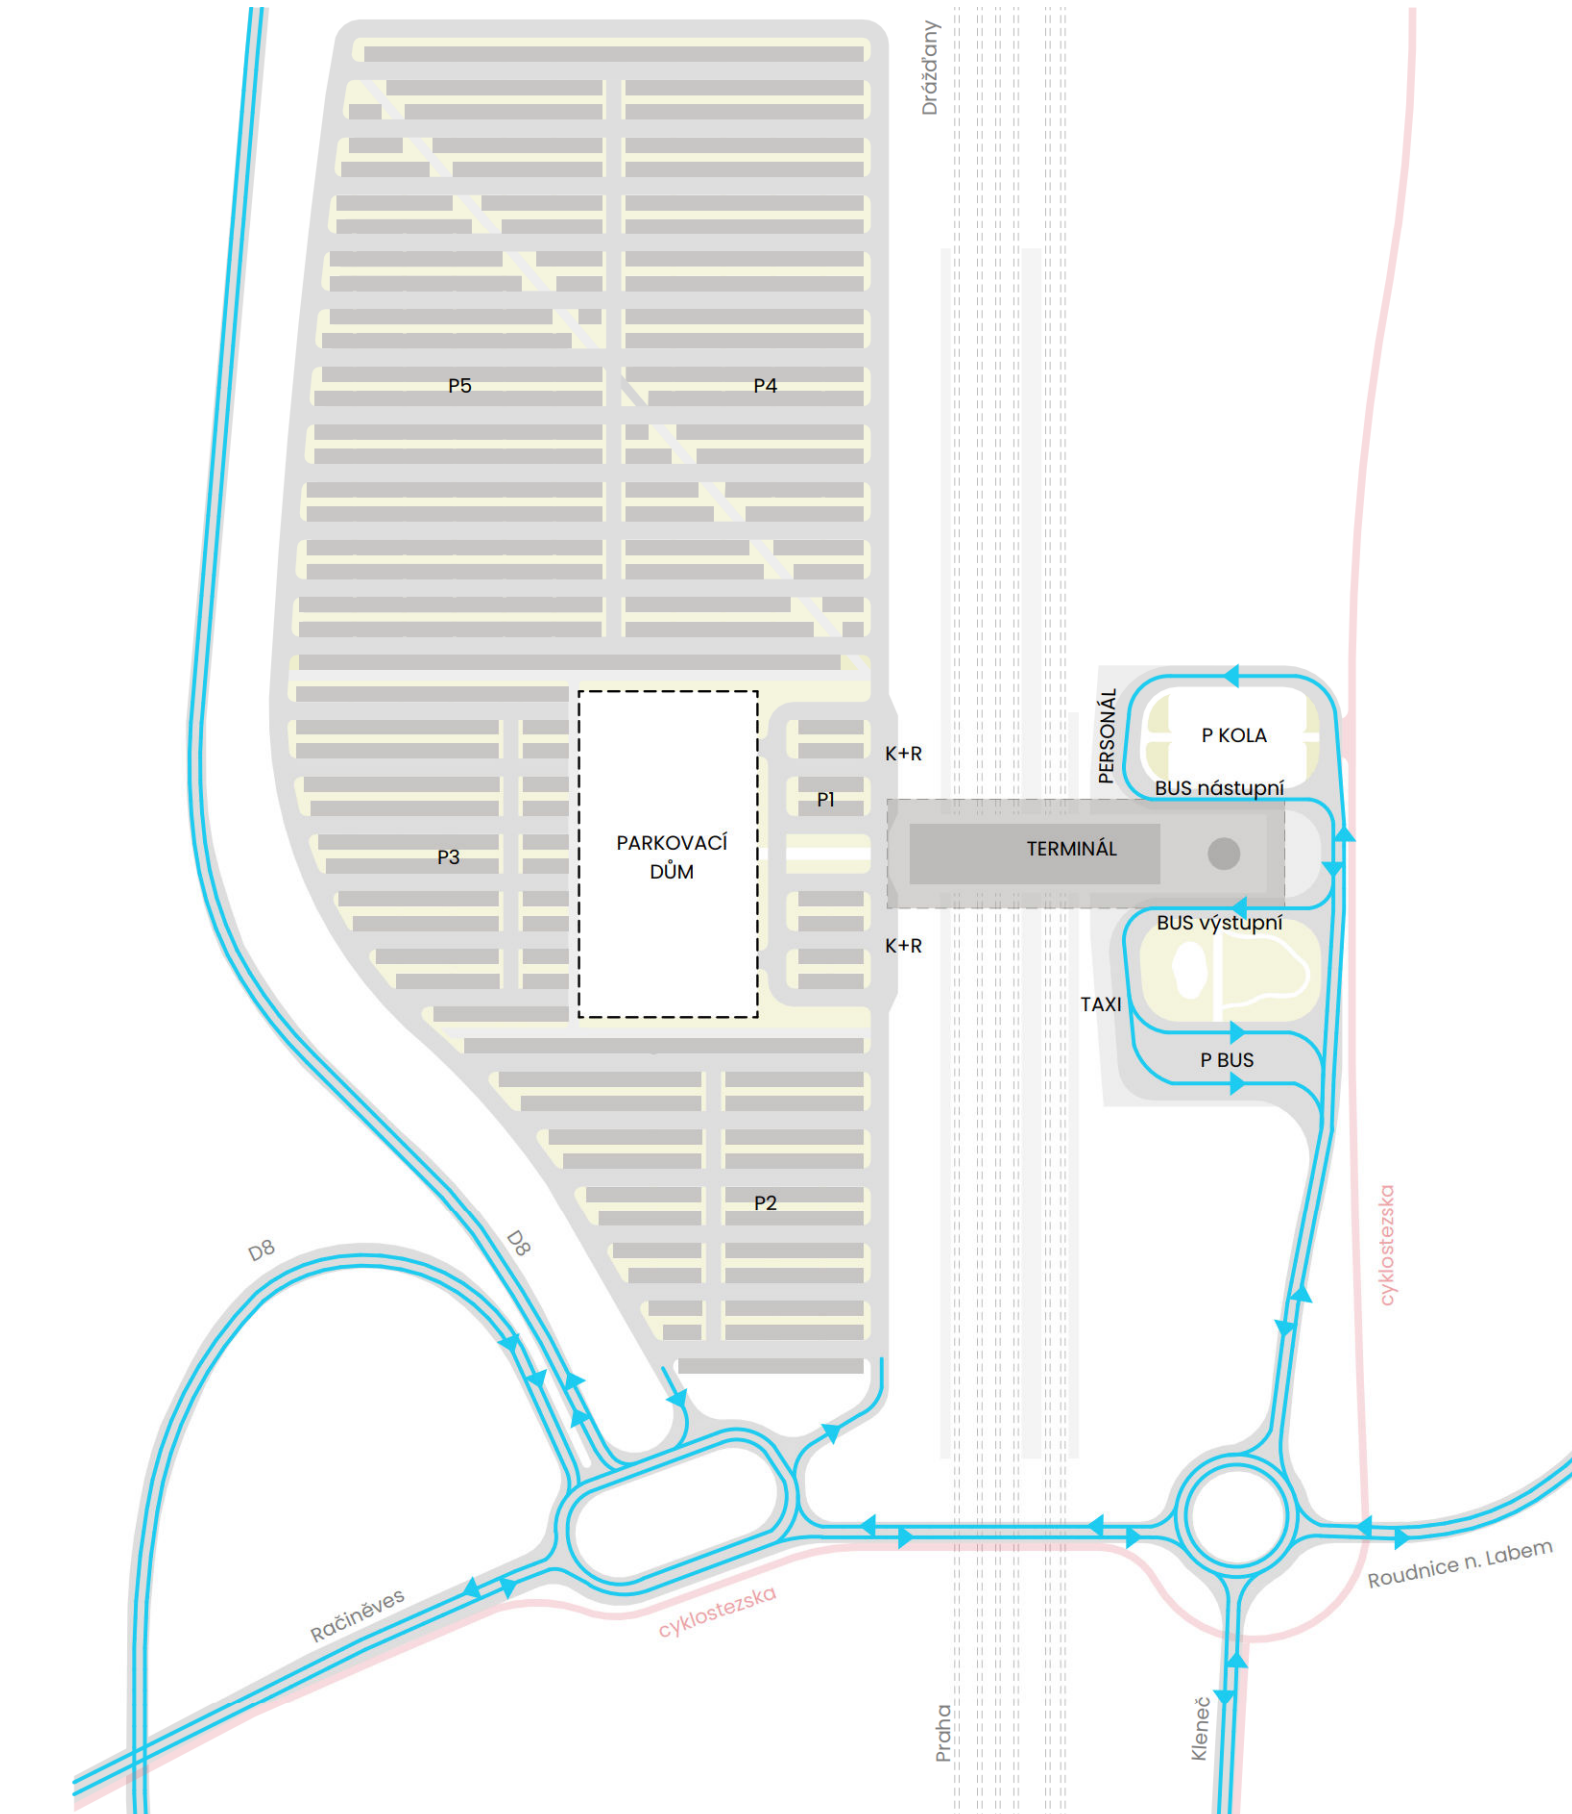 Drážďany
P5
P4
PERSONÁL
P KOLA
K+R
BUS nástupní
P1
PARKOVACÍ
DŮM
TERMINÁL
P3
BUS výstupní
K+R
TAXI
P BUS
P2
cyklostezska
D8
D8
Roudnice n. Labem
Račiněves
cyklostezska
Praha
Kleneč